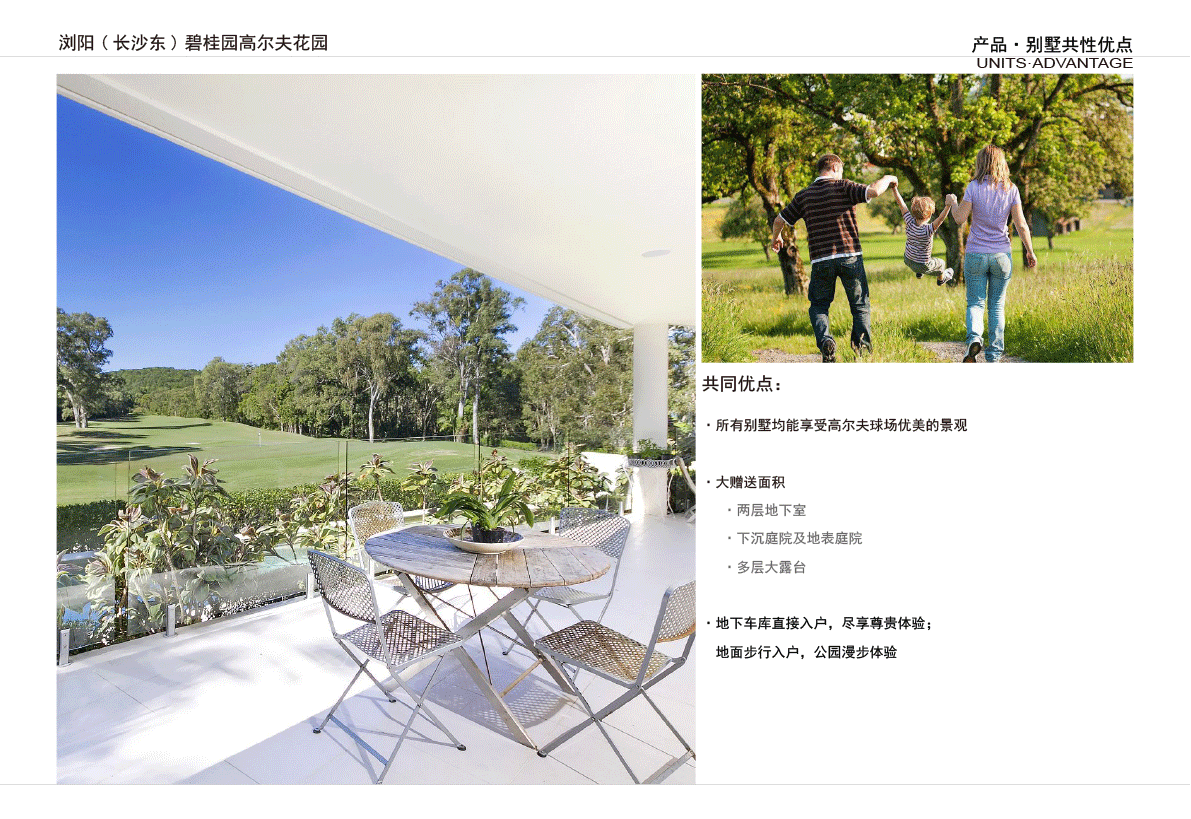 浏阳（长沙东）碧桂园高尔夫花园
产品·别墅共性优点
UNITS·ADVANTAGE
共同优点：
·所有别墅均能享受高尔夫球场优美的景观
·大赠送面积
·两层地下室
·下沉庭院及地表庭院
·多层大露台
·地下车库直接入户，尽享尊贵体验；
地面步行入户，公园漫步体验